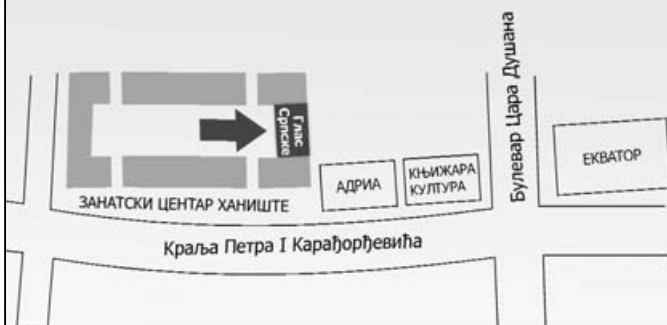 Глас
Српске
Булевар Цара Душана
ЕКВАТОР
КЊИЖАРА
КУЛТУРА
АДРИА
ЗАНАТСКИ ЦЕНТАР ХАНИШТЕ
Краља Петра I Карађорђевића